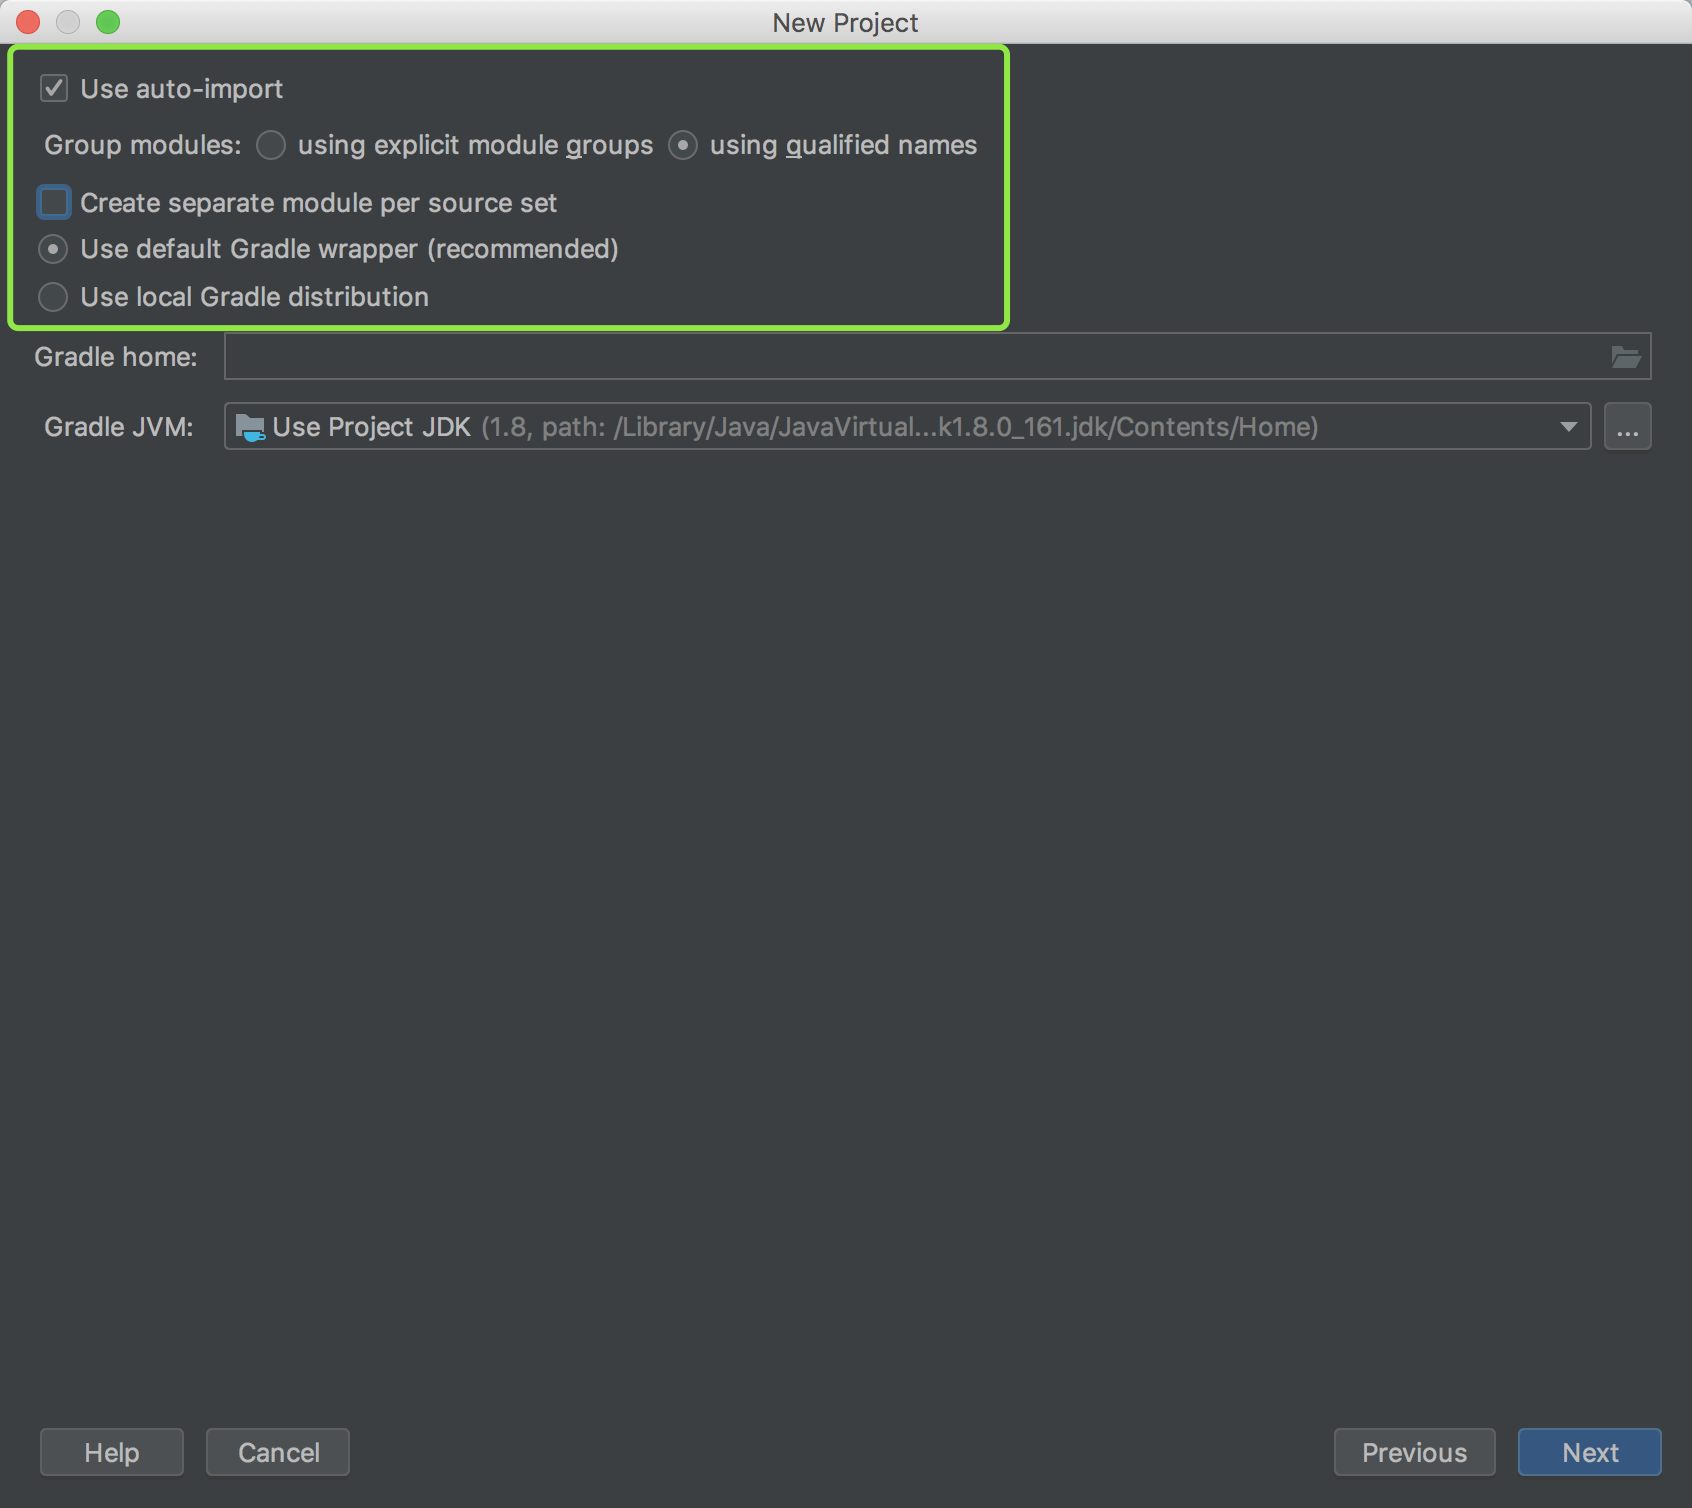 New Project
Use auto-import
Group modules: using explicit module groups using qualified names
Create separate module per source set
Use default Gradle wrapper (recommended)
Use local Gradle distribution
Gradle home:
Gradle JVM: Use Project JDK (1.8, path: /Library/Java/JavaVirtual...k1.8.0_161.jdk/Contents/Home) ...
Help Cancel Previous Next